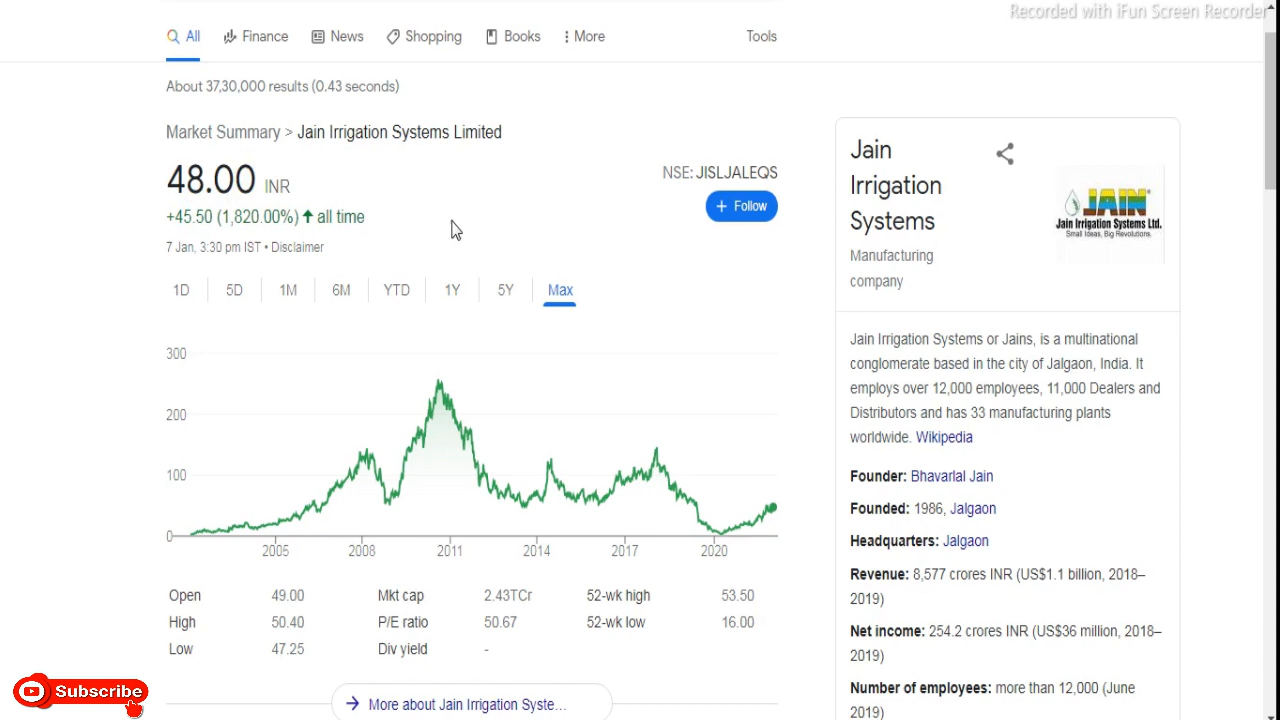 Recorded with iFun Screen Recorder
All Finance News Shopping Books More Tools
About 37,30,000 results (0.43 seconds)
Market Summary > Jain Irrigation Systems Limited
48.00 INR
+45.50 (1,820.00%) ↑ all time
7 Jan, 3:30 pm IST • Disclaimer
NSE: JISLJALEQS
+ Follow
1D 5D 1M 6M YTD 1Y 5Y Max
300
200
100
0
2005 2008 2011 2014 2017 2020
Open 49.00 Mkt cap 2.43TCr 52-wk high 53.50
High 50.40 P/E ratio 50.67 52-wk low 16.00
Low 47.25 Div yield -
→ More about Jain Irrigation Syste...
Subscribe
Jain
Irrigation
Systems
Manufacturing
company
JAIN
Jain Irrigation Systems Ltd.
Small Ideas, Big Revolutions.
Jain Irrigation Systems or Jains, is a multinational
conglomerate based in the city of Jalgaon, India. It
employs over 12,000 employees, 11,000 Dealers and
Distributors and has 33 manufacturing plants
worldwide. Wikipedia
Founder: Bhavarlal Jain
Founded: 1986, Jalgaon
Headquarters: Jalgaon
Revenue: 8,577 crores INR (US$1.1 billion, 2018–
2019)
Net income: 254.2 crores INR (US$36 million, 2018–
2019)
Number of employees: more than 12,000 (June
2019)